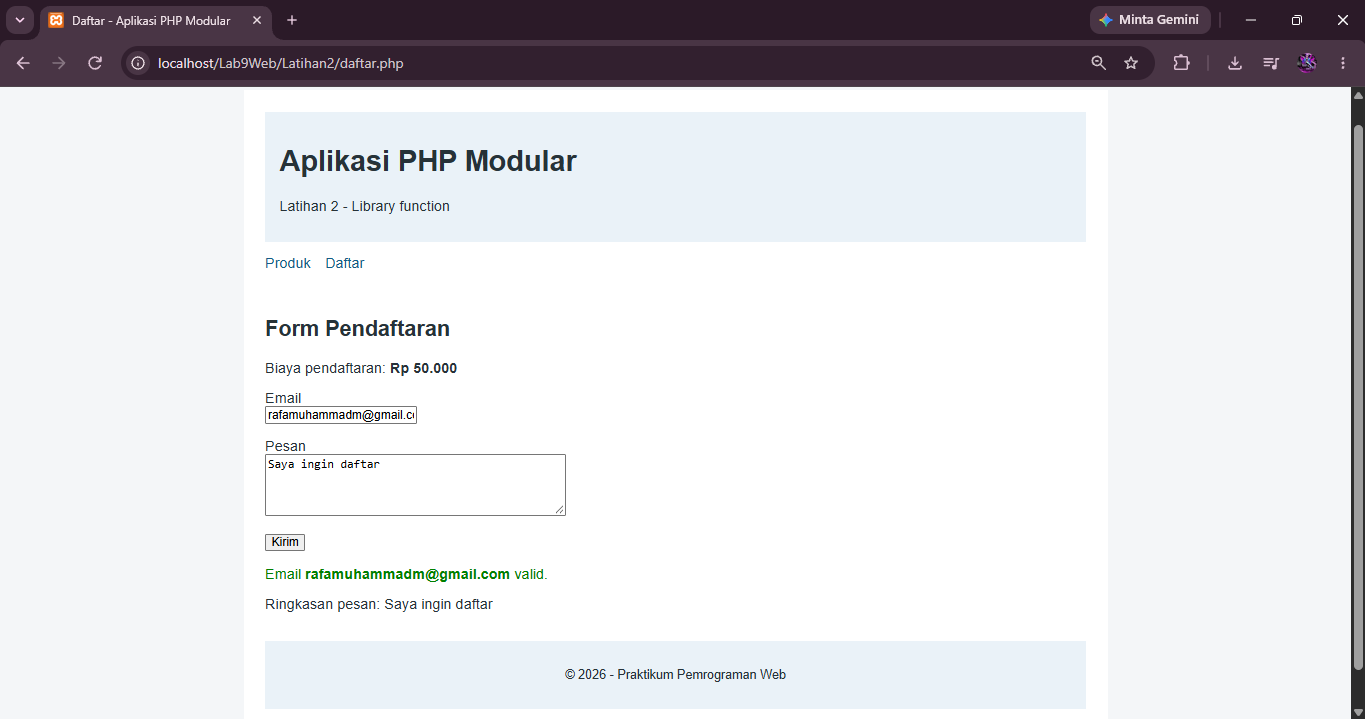 Daftar - Aplikasi PHP Modular
Minta Gemini
localhost/Lab9Web/Latihan2/daftar.php
Aplikasi PHP Modular
Latihan 2 - Library function
Produk Daftar
Form Pendaftaran
Biaya pendaftaran: Rp 50.000
Email
rafamuhammadm@gmail.c
Pesan
Saya ingin daftar
Kirim
Email rafamuhammadm@gmail.com valid.
Ringkasan pesan: Saya ingin daftar
© 2026 - Praktikum Pemrograman Web